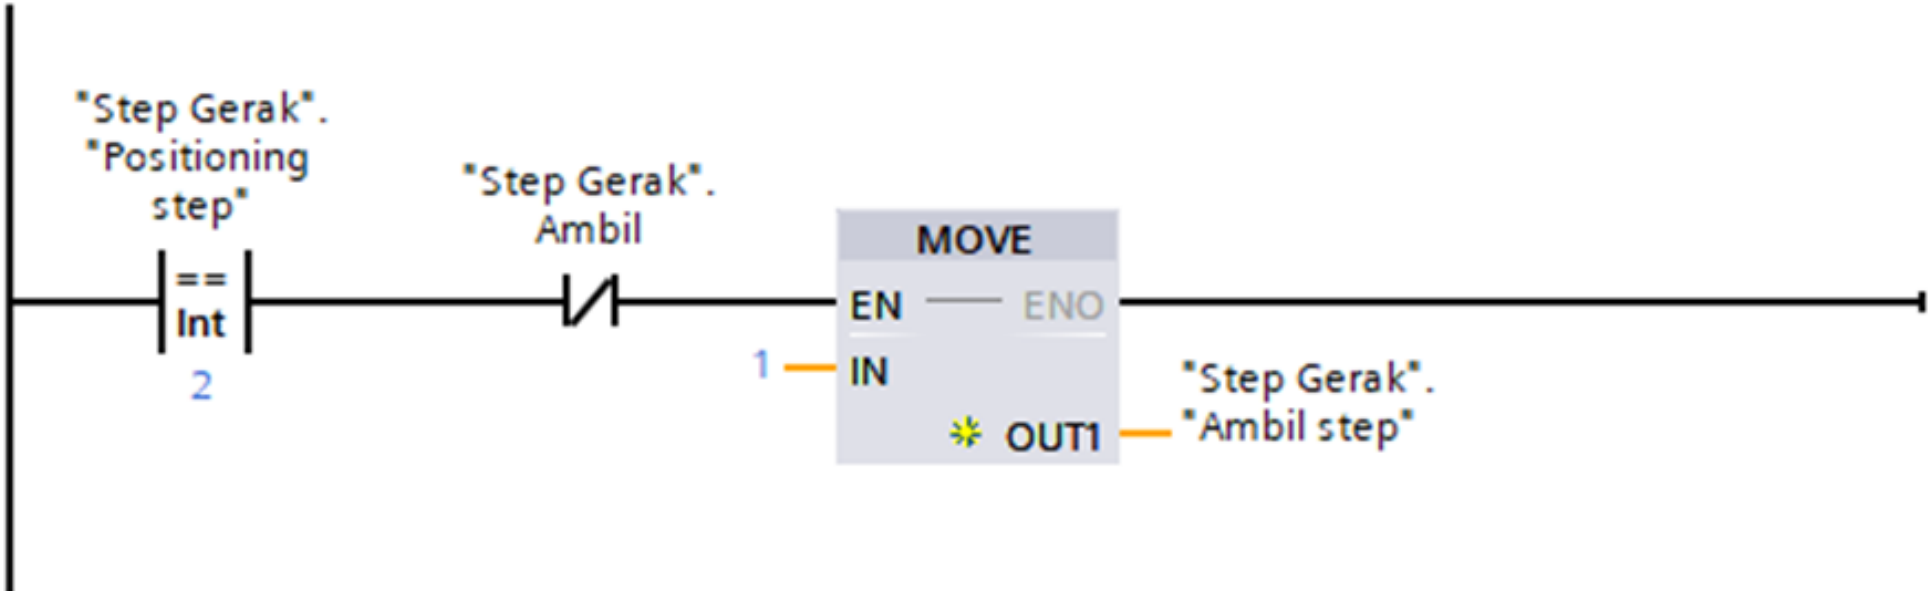 "Step Gerak".
"Positioning
step"
==
Int
2
"Step Gerak".
Ambil
MOVE
EN ENO
1 IN
OUT1
"Step Gerak".
"Ambil step"